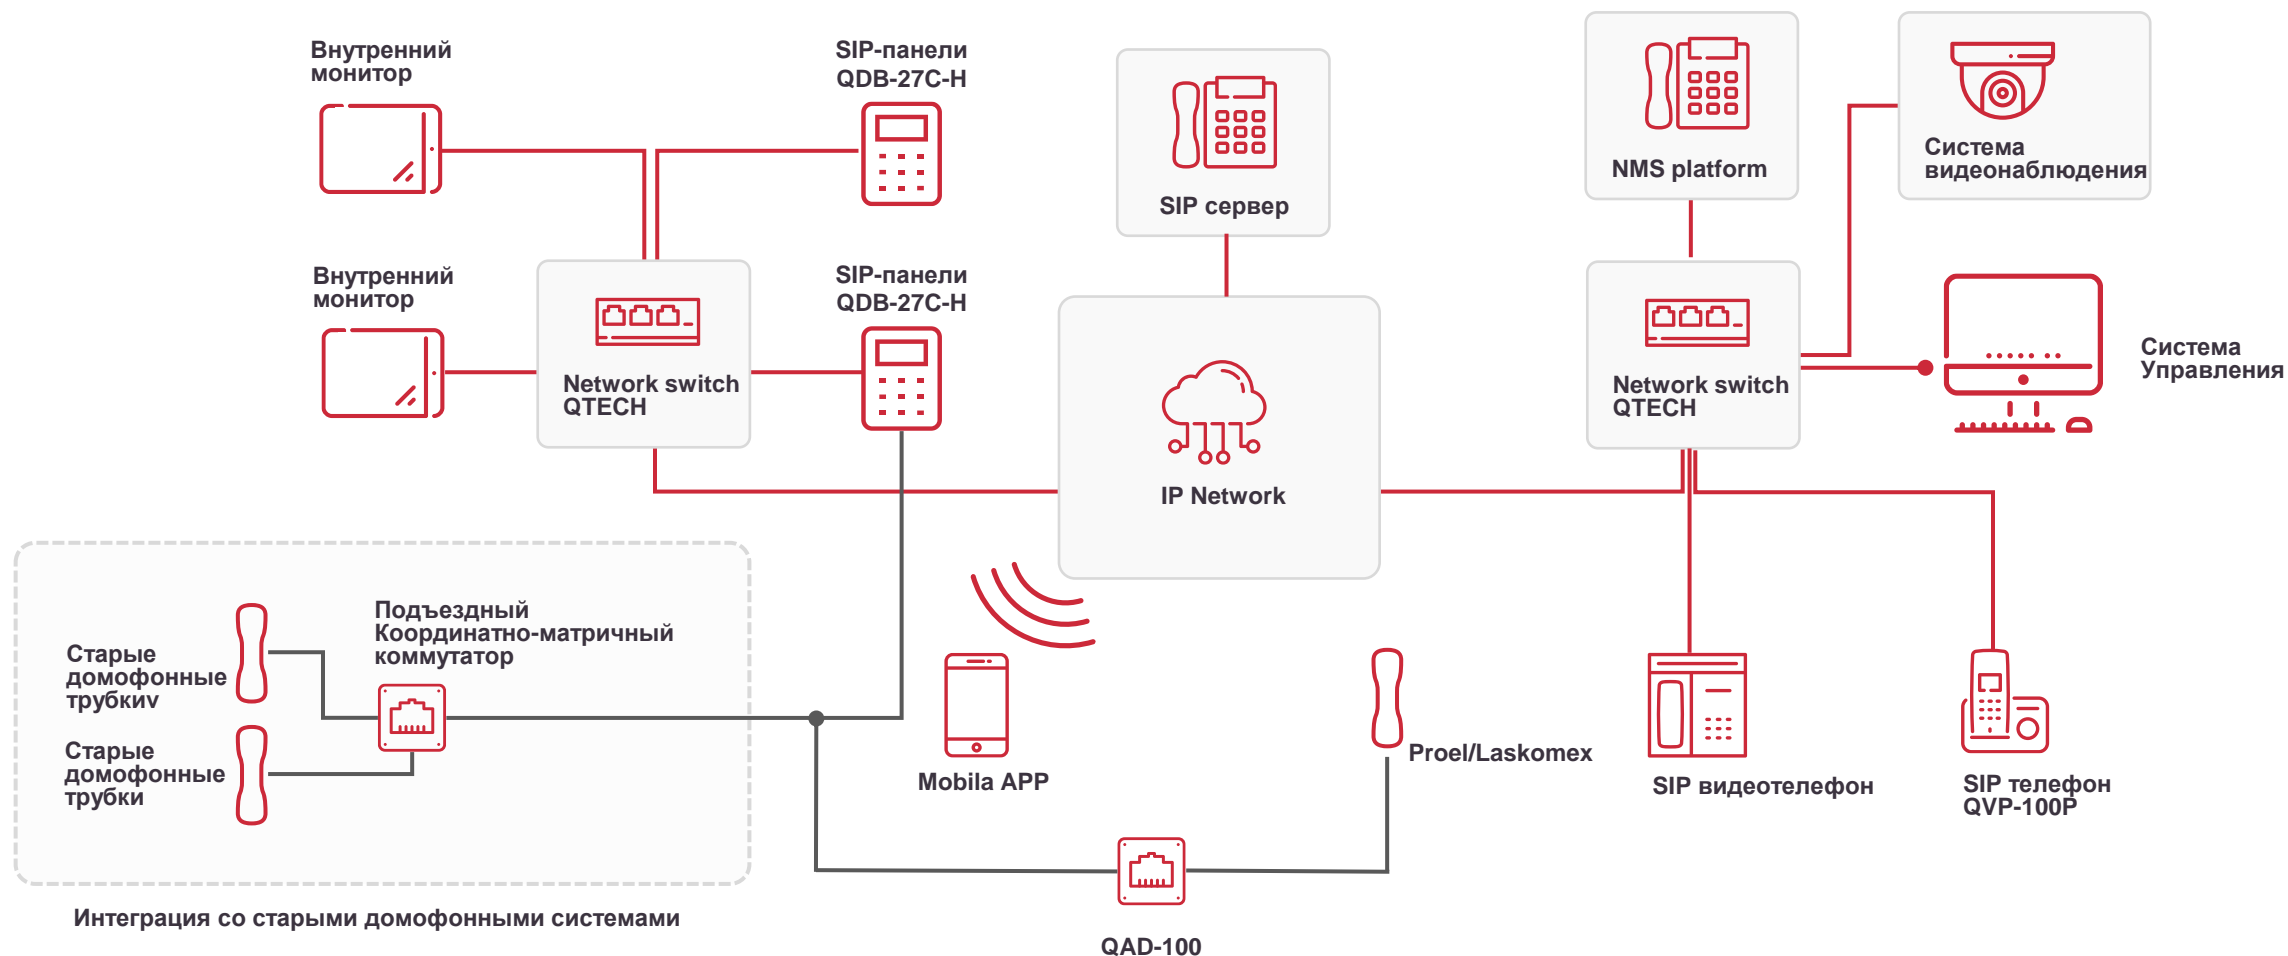 Внутренний
монитор
SIP-панели
QDB-27C-H
SIP сервер
NMS platform
Система
видеонаблюдения
Внутренний
монитор
Network switch
QTECH
SIP-панели
QDB-27C-H
IP Network
Network switch
QTECH
Система
Управления
Старые
домофонные
трубкиv
Подъездный
Координатно-матричный
коммутатор
Старые
домофонные
трубки
Интеграция со старыми домофонными системами
Mobila APP
Proel/Laskomex
QAD-100
SIP видеотелефон
SIP телефон
QVP-100P